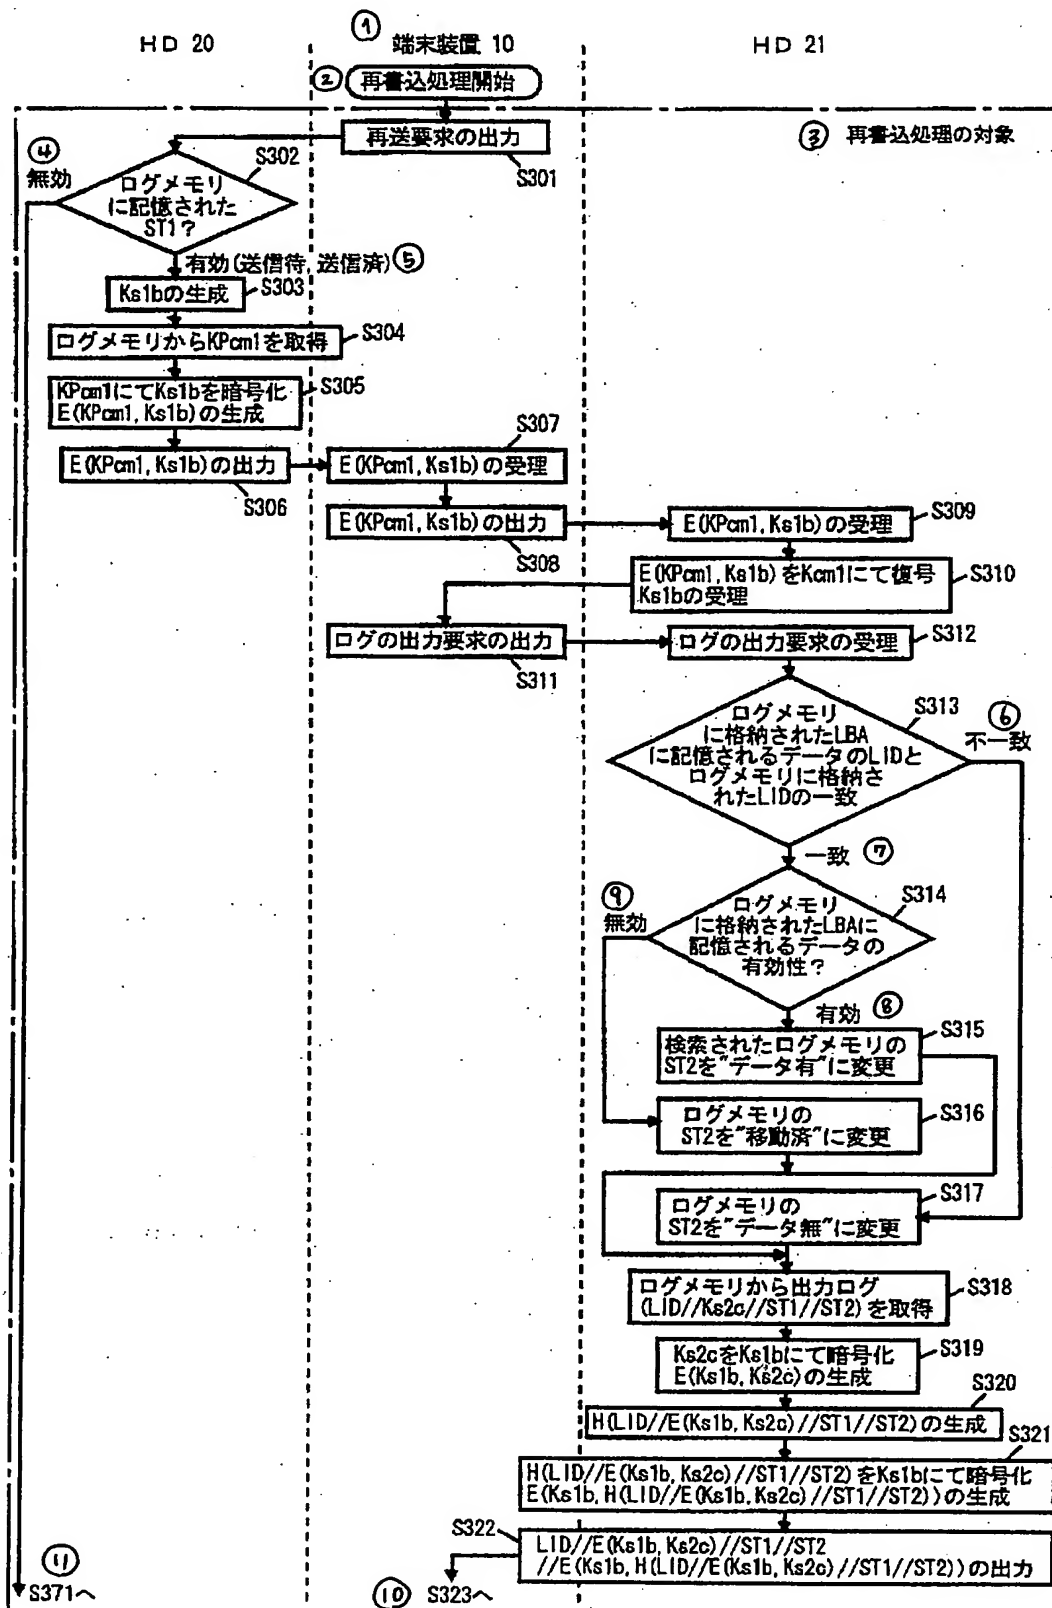 HD 20
① 端末装置 10
HD 21
② 再書込処理開始
再送要求の出力
S301
③ 再書込処理の対象
④
無効
S302
ログメモリ
に記憶された
ST1?
有効(送信待,送信済) ⑤
Ks1bの生成
S303
ログメモリからKPcm1を取得
S304
KPcm1にてKs1bを暗号化
E(KPcm1, Ks1b)の生成
S305
E(KPcm1, Ks1b)の出力
S306
S307
E(KPcm1, Ks1b)の受理
E(KPcm1, Ks1b)の出力
S308
E(KPcm1, Ks1b)の受理
S309
E(KPcm1, Ks1b)をKcm1にて復号
Ks1bの受理
S310
ログの出力要求の出力
S311
ログの出力要求の受理
S312
S313
ログメモリ
に格納されたLBA
に記憶されるデータのLIDと
ログメモリに格納さ
れたLIDの一致
⑥
不一致
一致 ⑦
⑨
無効
S314
ログメモリ
に格納されたLBAに
記憶されるデータの
有効性?
有効 ⑧
S315
検索されたログメモリの
ST2を"データ有"に変更
ログメモリの
ST2を"移動済"に変更
S316
S317
ログメモリの
ST2を"データ無"に変更
ログメモリから出力ログ
(LID//Ks2c//ST1//ST2)を取得
S318
Ks2cをKs1bにて暗号化
E(Ks1b, Ks2c)の生成
S319
S320
H(LID//E(Ks1b, Ks2c)//ST1//ST2)の生成
S321
H(LID//E(Ks1b, Ks2c)//ST1//ST2)をKs1bにて暗号化
E(Ks1b, H(LID//E(Ks1b, Ks2c)//ST1//ST2))の生成
S322
LID//E(Ks1b, Ks2c)//ST1//ST2
//E(Ks1b, H(LID//E(Ks1b, Ks2c)//ST1//ST2))の出力
⑪
S371へ
⑩ S323へ